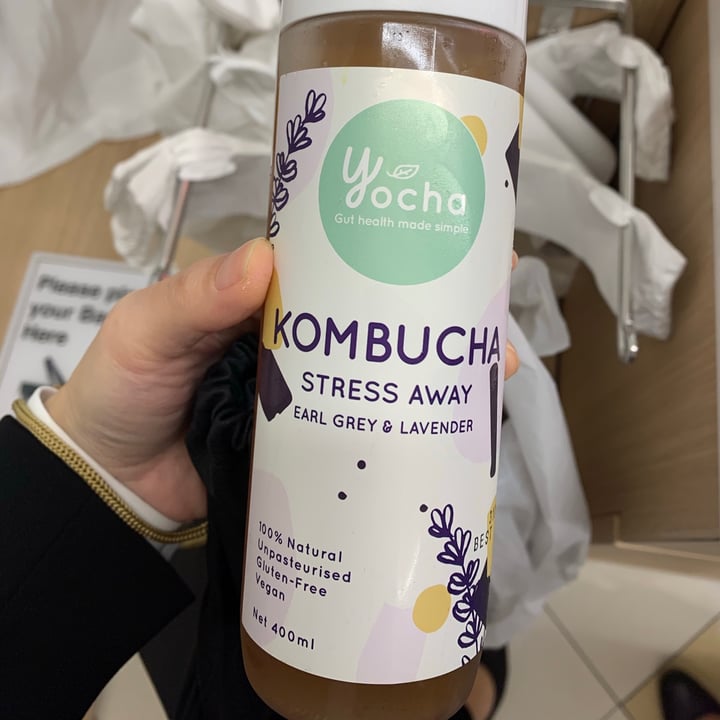 Yocha
Gut health made simple
KOMBUCHA
STRESS AWAY
EARL GREY & LAVENDER
100% Natural
Unpasteurised
Gluten-Free
Vegan
Net 400ml
Please
your
Here